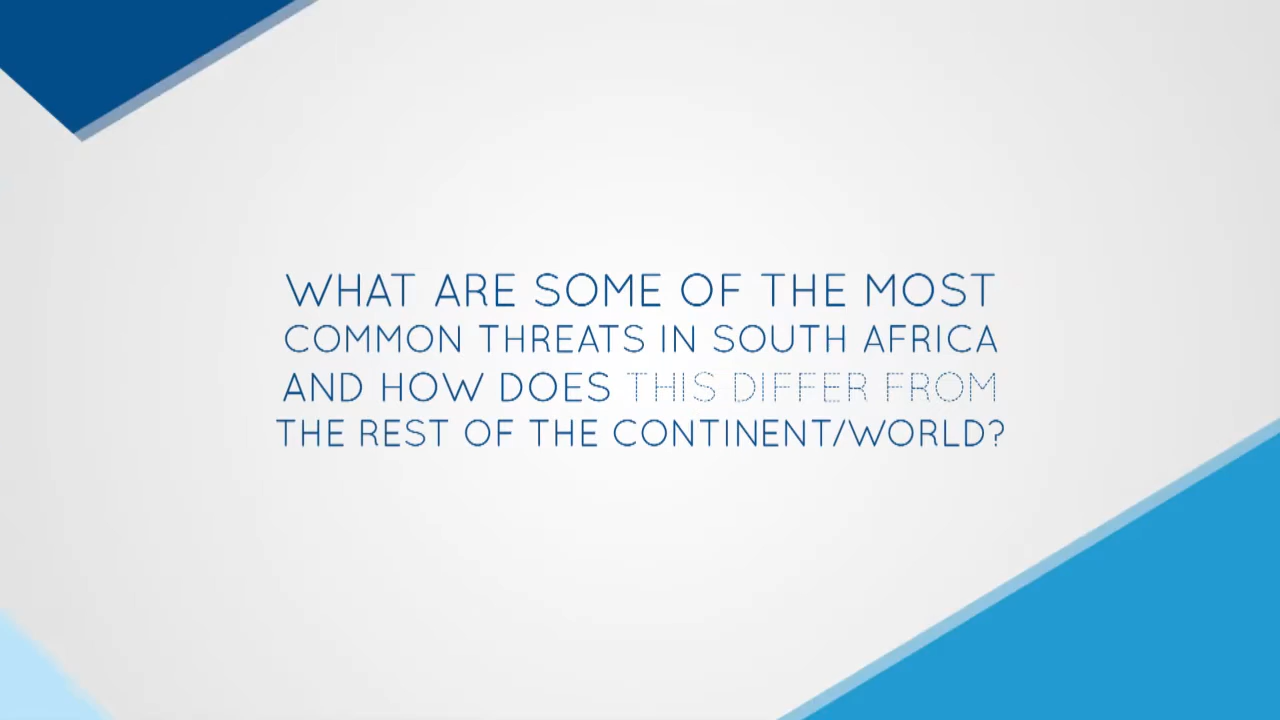 WHAT ARE SOME OF THE MOST
COMMON THREATS IN SOUTH AFRICA
AND HOW DOES THIS DIFFER FROM
THE REST OF THE CONTINENT/WORLD?